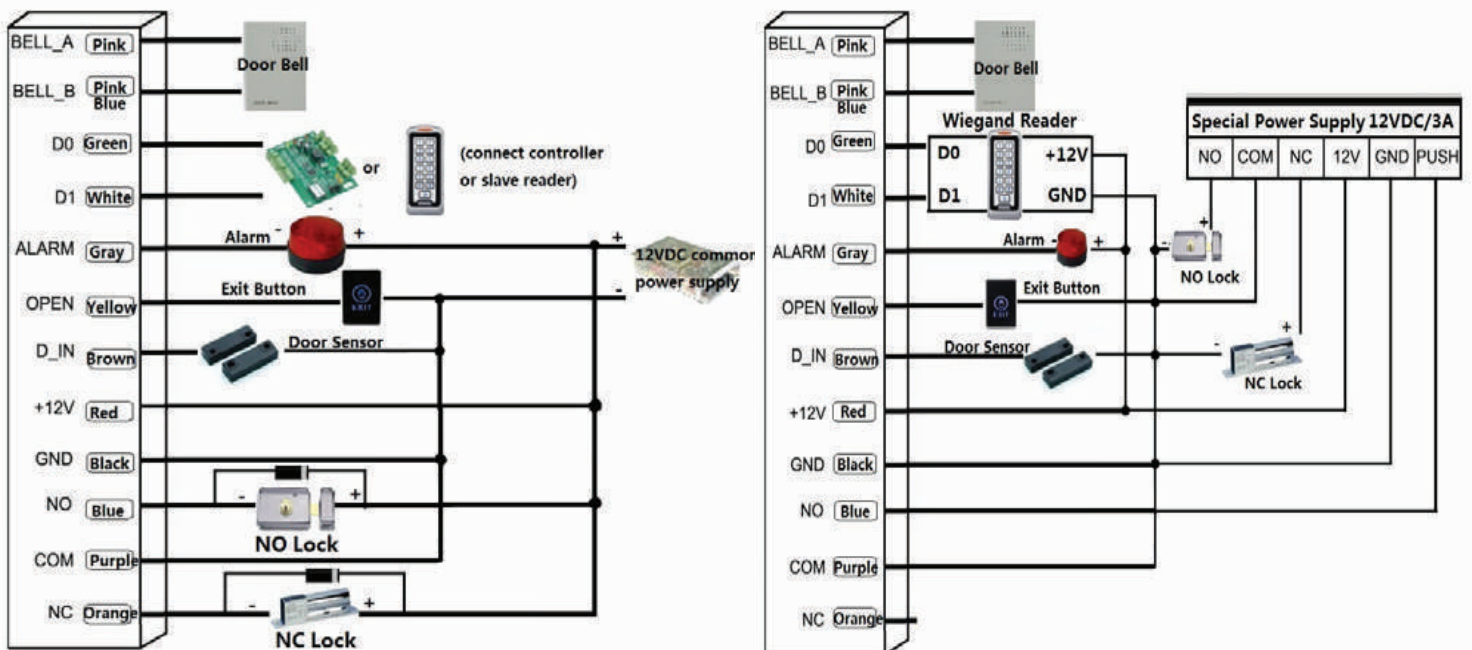 BELL_A Pink
Door Bell
BELL_B Pink Blue
D0 Green
or
(connect controller
or slave reader)
D1 White
ALARM Gray
Alarm - +
+
12VDC common
power supply
-
OPEN Yellow
Exit Button
EXIT
D_IN Brown
Door Sensor
+12V Red
GND Black
NO Blue
- +
NO Lock
COM Purple
NC Orange
- +
NC Lock
BELL_A Pink
Door Bell
BELL_B Pink Blue
Wiegand Reader
D0 Green
D0 +12V
D1 White
D1 GND
Special Power Supply 12VDC/3A
NO COM NC 12V GND PUSH
ALARM Gray
Alarm - +
- +
NO Lock
OPEN Yellow
Exit Button
D_IN Brown
Door Sensor
- +
NC Lock
+12V Red
GND Black
NO Blue
COM Purple
NC Orange